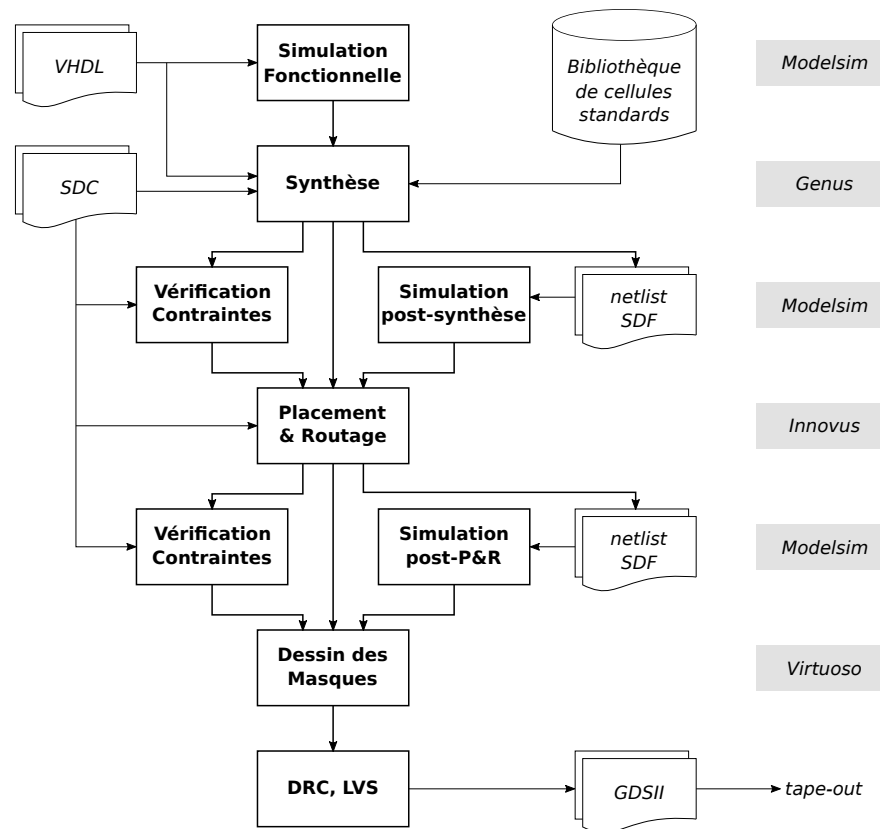 VHDL
Simulation
Fonctionnelle
Bibliothèque
de cellules
standards
Modelsim
SDC
Synthèse
Genus
Vérification
Contraintes
Simulation
post-synthèse
netlist
SDF
Modelsim
Placement
& Routage
Innovus
Vérification
Contraintes
Simulation
post-P&R
netlist
SDF
Modelsim
Dessin des
Masques
Virtuoso
DRC, LVS
GDSII
tape-out